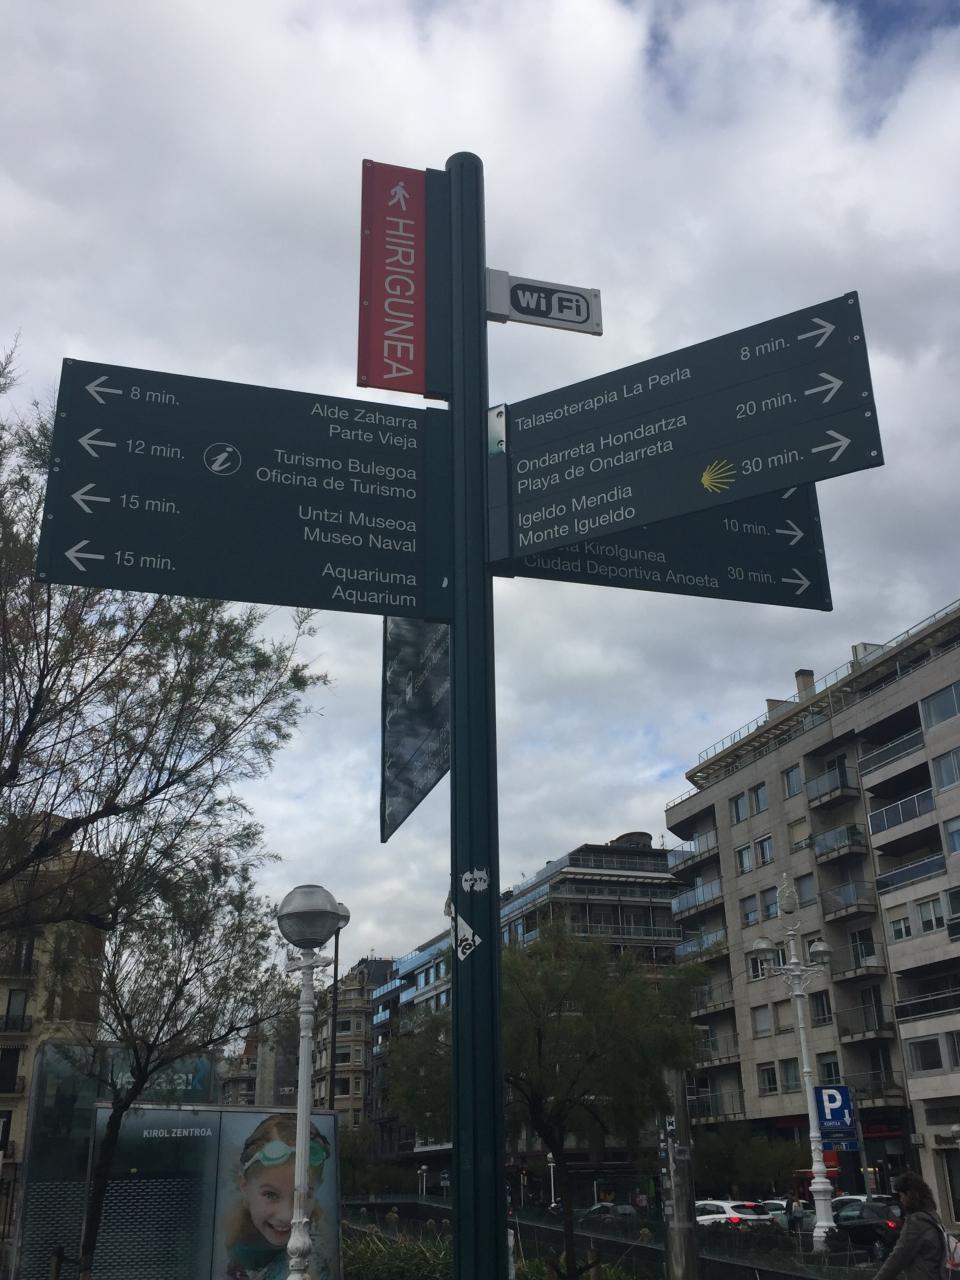 HIRIGUNEA
Wi Fi
8 min.
Alde Zaharra
Parte Vieja
12 min.
i
Turismo Bulegoa
Oficina de Turismo
15 min.
Untzi Museoa
Museo Naval
15 min.
Aquariuma
Aquarium
Talasoterapia La Perla
8 min.
Ondarreta Hondartza
Playa de Ondarreta
20 min.
Igeldo Mendia
Monte Igueldo
30 min.
10 min.
Kirolgunea
Ciudad Deportiva Anoeta
30 min.
KIROL ZENTROA
P